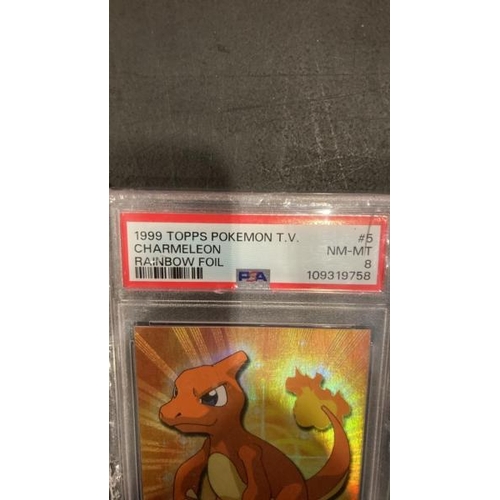 1999 TOPPS POKEMON T.V. #5
CHARMELEON NM-MT
RAINBOW FOIL 8
PSA 109319758